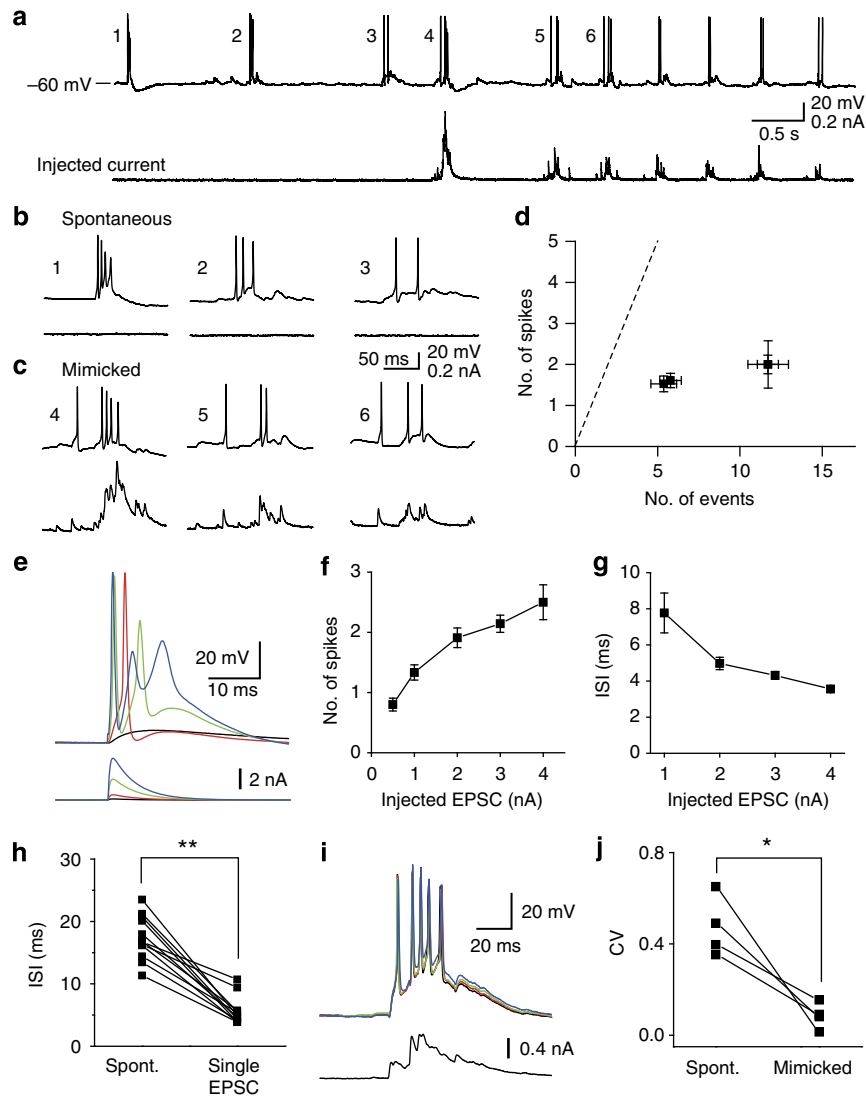 a
1 2 3 4 5 6
–60 mV
20 mV
0.2 nA
0.5 s
Injected current
b
Spontaneous
1 2 3
50 ms
20 mV
0.2 nA
c
Mimicked
4 5 6
d
No. of spikes
5
4
3
2
1
0
0 5 10 15
No. of events
e
20 mV
10 ms
2 nA
f
No. of spikes
3
2
1
0
0 1 2 3 4
Injected EPSC (nA)
g
ISI (ms)
10
8
6
4
2
0
1 2 3 4
Injected EPSC (nA)
h
**
ISI (ms)
30
20
10
0
Spont. Single
EPSC
i
20 mV
20 ms
0.4 nA
j
*
CV
0.8
0.4
0.0
Spont. Mimicked